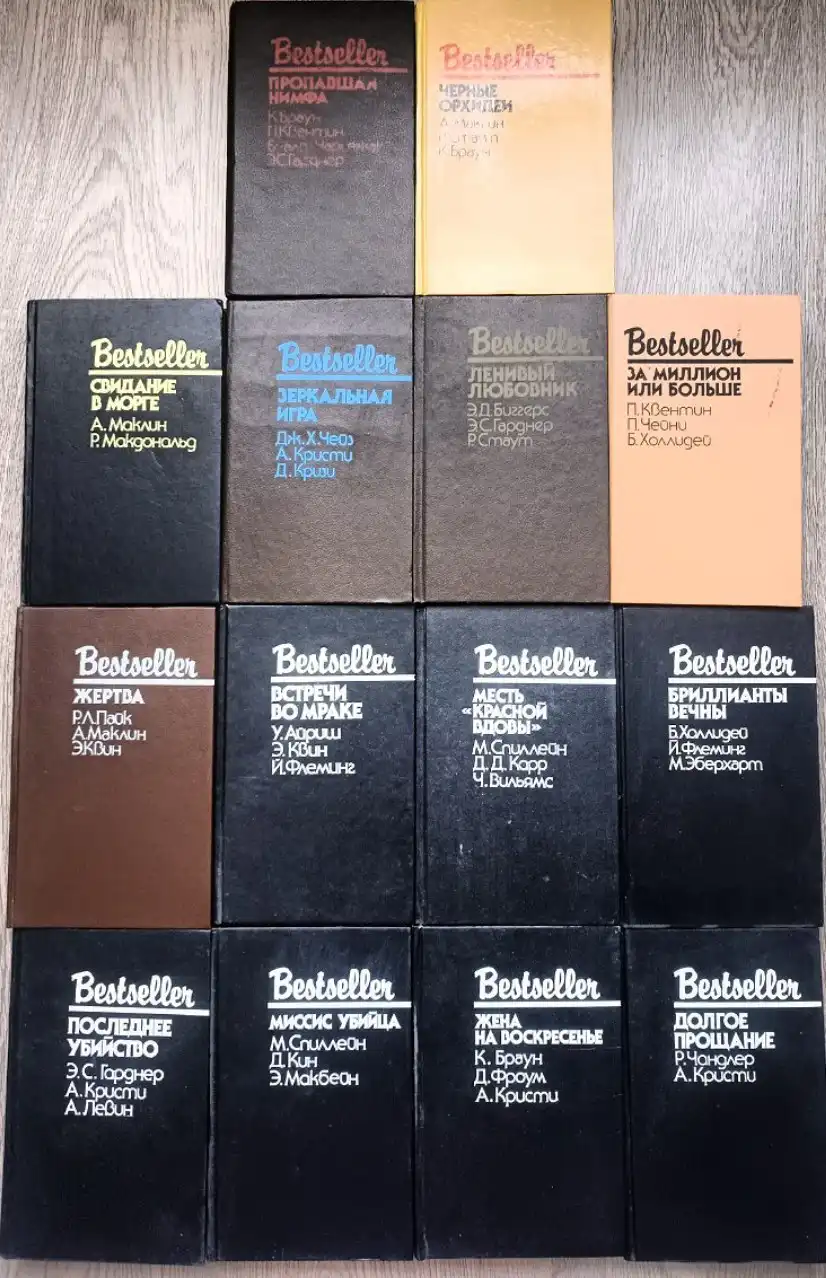 Bestseller
ПРОПАВШАЯ
НИМФА
К.Браун
П.Квентин
Э.С.Гарднер
Bestseller
ЧЕРНЫЕ
ОРХИДЕИ
К.Браун
Bestseller
СВИДАНИЕ
В МОРГЕ
А.Маклин
Р.Макдональд
Bestseller
ЗЕРКАЛЬНАЯ
ИГРА
Дж.Х.Чейз
А.Кристи
Д.Кризи
Bestseller
ЛЕНИВЫЙ
ЛЮБОВНИК
Э.Д.Биггерс
Э.С.Гарднер
Р.Стаут
Bestseller
ЗА МИЛЛИОН
ИЛИ БОЛЬШЕ
П.Квентин
П.Чейни
Б.Холлидей
Bestseller
ЖЕРТВА
Р.Л.Пайк
А.Маклин
Э.Квин
Bestseller
ВСТРЕЧИ
ВО МРАКЕ
У.Айриш
Э.Квин
Й.Флеминг
Bestseller
МЕСТЬ
«КРАСНОЙ
ВДОВЫ»
М.Спиллейн
Д.Д.Карр
Ч.Вильямс
Bestseller
БРИЛЛИАНТЫ
ВЕЧНЫ
Б.Холлидей
Й.Флеминг
М.Эберхарт
Bestseller
ПОСЛЕДНЕЕ
УБИЙСТВО
Э.С.Гарднер
А.Кристи
А.Левин
Bestseller
МИССИС УБИЙЦА
М.Спиллейн
Д.Кин
Э.Макбейн
Bestseller
ЖЕНА
НА ВОСКРЕСЕНЬЕ
К.Браун
Д.Фроум
А.Кристи
Bestseller
ДОЛГОЕ
ПРОЩАНИЕ
Р.Чандлер
А.Кристи